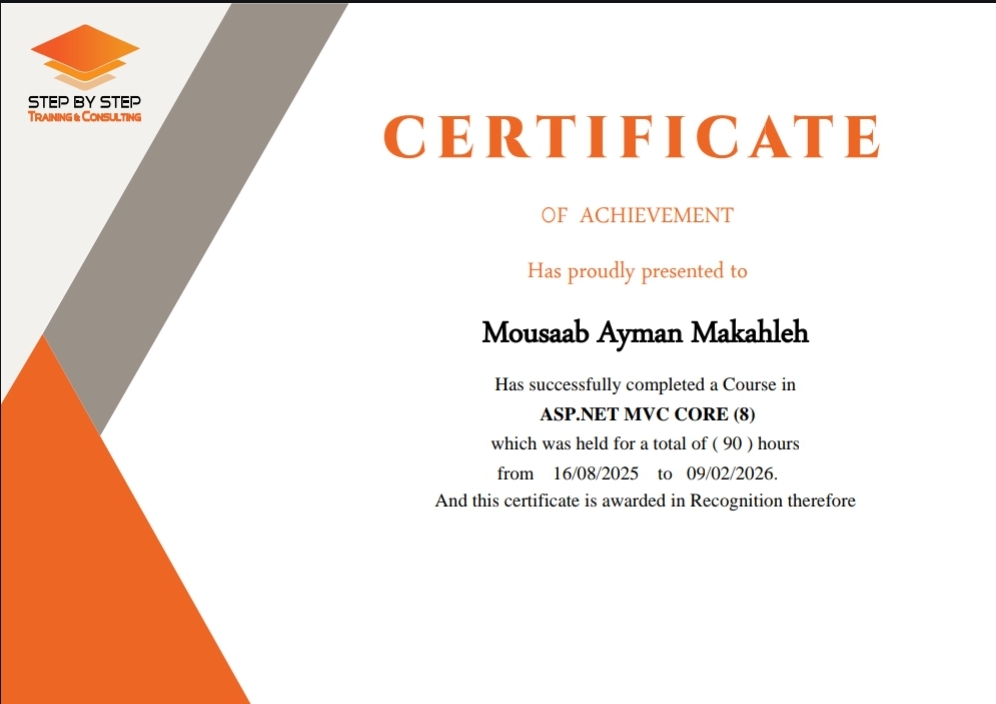 STEP BY STEP
TRAINING & CONSULTING
CERTIFICATE
OF ACHIEVEMENT
Has proudly presented to
Mousaab Ayman Makahleh
Has successfully completed a Course in
ASP.NET MVC CORE (8)
which was held for a total of ( 90 ) hours
from 16/08/2025 to 09/02/2026.
And this certificate is awarded in Recognition therefore